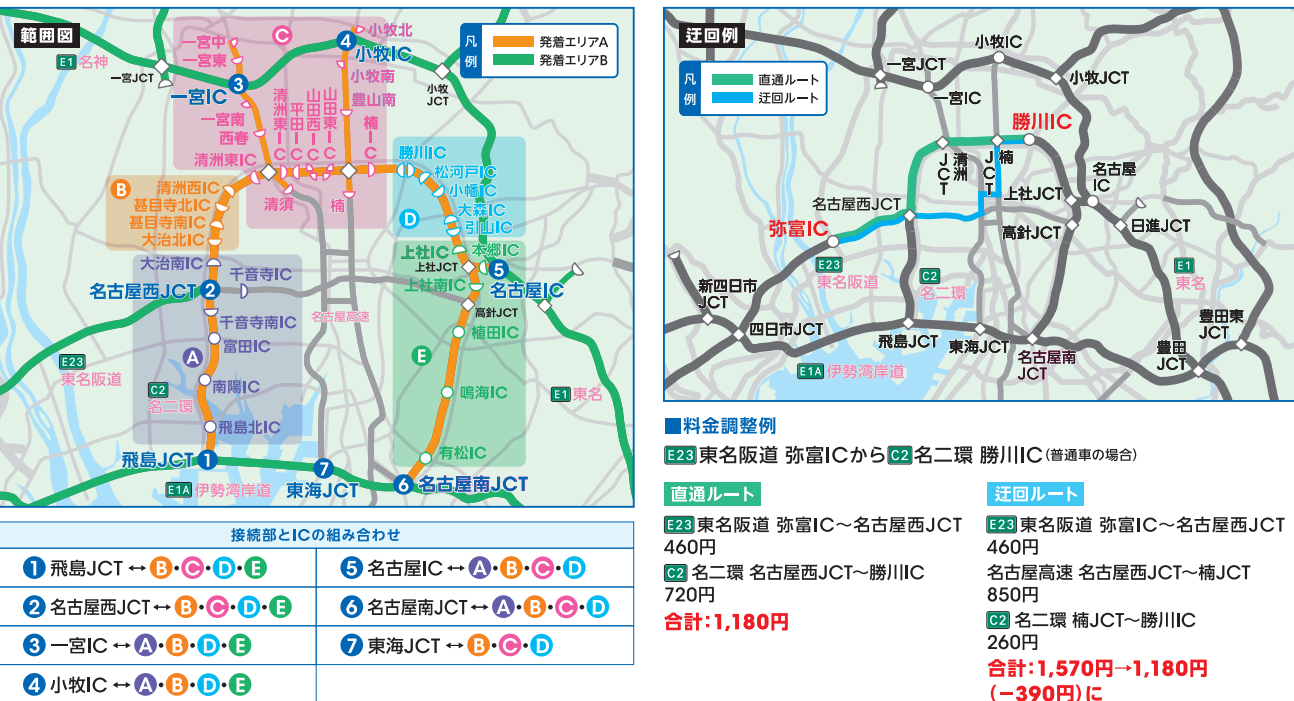 範囲図
凡例
発着エリアA
発着エリアB
E1 名神
一宮JCT
一宮中
一宮東
C
3
一宮IC
4
小牧北
小牧IC
小牧南
豊山南
小牧JCT
一宮南
西春
清洲東IC
清洲東−C
平田−C
山田西−C
山田東−C
楠−C
清須
楠
B
清洲西IC
甚目寺北IC
甚目寺南IC
大治北IC
勝川IC
松河戸IC
小幡IC
大森IC
引山IC
D
大治南IC
千音寺IC
名古屋西JCT
2
千音寺南IC
富田IC
A
南陽IC
飛島北IC
名古屋高速
上社IC
本郷IC
上社JCT
5
名古屋IC
上社南IC
高針JCT
植田IC
E
鳴海IC
有松IC
E23
東名阪道
C2
名二環
E1 東名
飛島JCT
1
E1A 伊勢湾岸道
7
東海JCT
6
名古屋南JCT
接続部とICの組み合わせ
1 飛島JCT ↔ B・C・D・E
2 名古屋西JCT ↔ B・C・D・E
3 一宮IC ↔ A・B・D・E
4 小牧IC ↔ A・B・D・E
5 名古屋IC ↔ A・B・C・D
6 名古屋南JCT ↔ A・B・C・D
7 東海JCT ↔ B・C・D
迂回例
凡例
直通ルート
迂回ルート
一宮JCT
一宮IC
小牧IC
小牧JCT
勝川IC
清洲JCT
楠JCT
名古屋IC
上社JCT
名古屋西JCT
弥富IC
高針JCT
日進JCT
E23
東名阪道
C2
名二環
E1
東名
新四日市JCT
四日市JCT
飛島JCT
東海JCT
名古屋南JCT
豊田JCT
豊田東JCT
E1A 伊勢湾岸道
■料金調整例
E23 東名阪道 弥富ICから C2 名二環 勝川IC(普通車の場合)
直通ルート
E23 東名阪道 弥富IC〜名古屋西JCT
460円
C2 名二環 名古屋西JCT〜勝川IC
720円
合計：1,180円
迂回ルート
E23 東名阪道 弥富IC〜名古屋西JCT
460円
名古屋高速 名古屋西JCT〜楠JCT
850円
C2 名二環 楠JCT〜勝川IC
260円
合計：1,570円→1,180円
(−390円)に